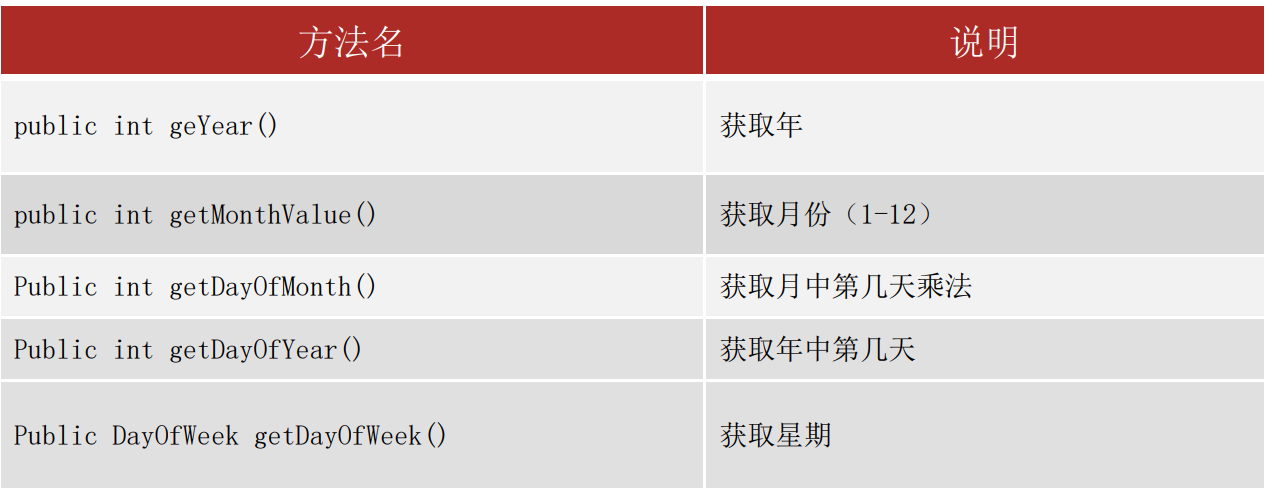 方法名 说明
public int geYear() 获取年
public int getMonthValue() 获取月份（1-12）
Public int getDayOfMonth() 获取月中第几天乘法
Public int getDayOfYear() 获取年中第几天
Public DayOfWeek getDayOfWeek() 获取星期